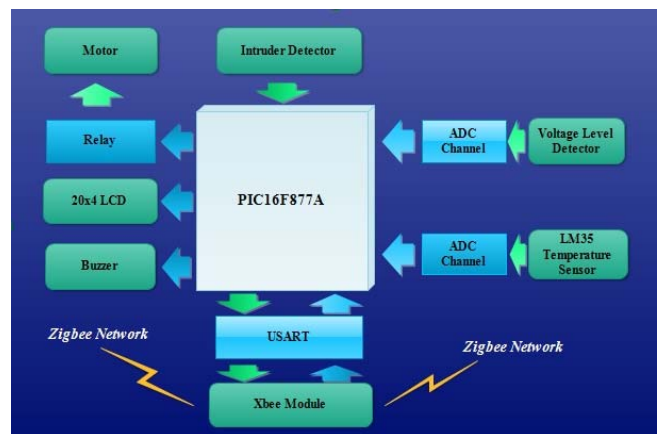 Motor
Intruder Detector
Relay
ADC
Channel
Voltage Level
Detector
PIC16F877A
20x4 LCD
Buzzer
ADC
Channel
LM35
Temperature
Sensor
USART
Zigbee Network
Zigbee Network
Xbee Module